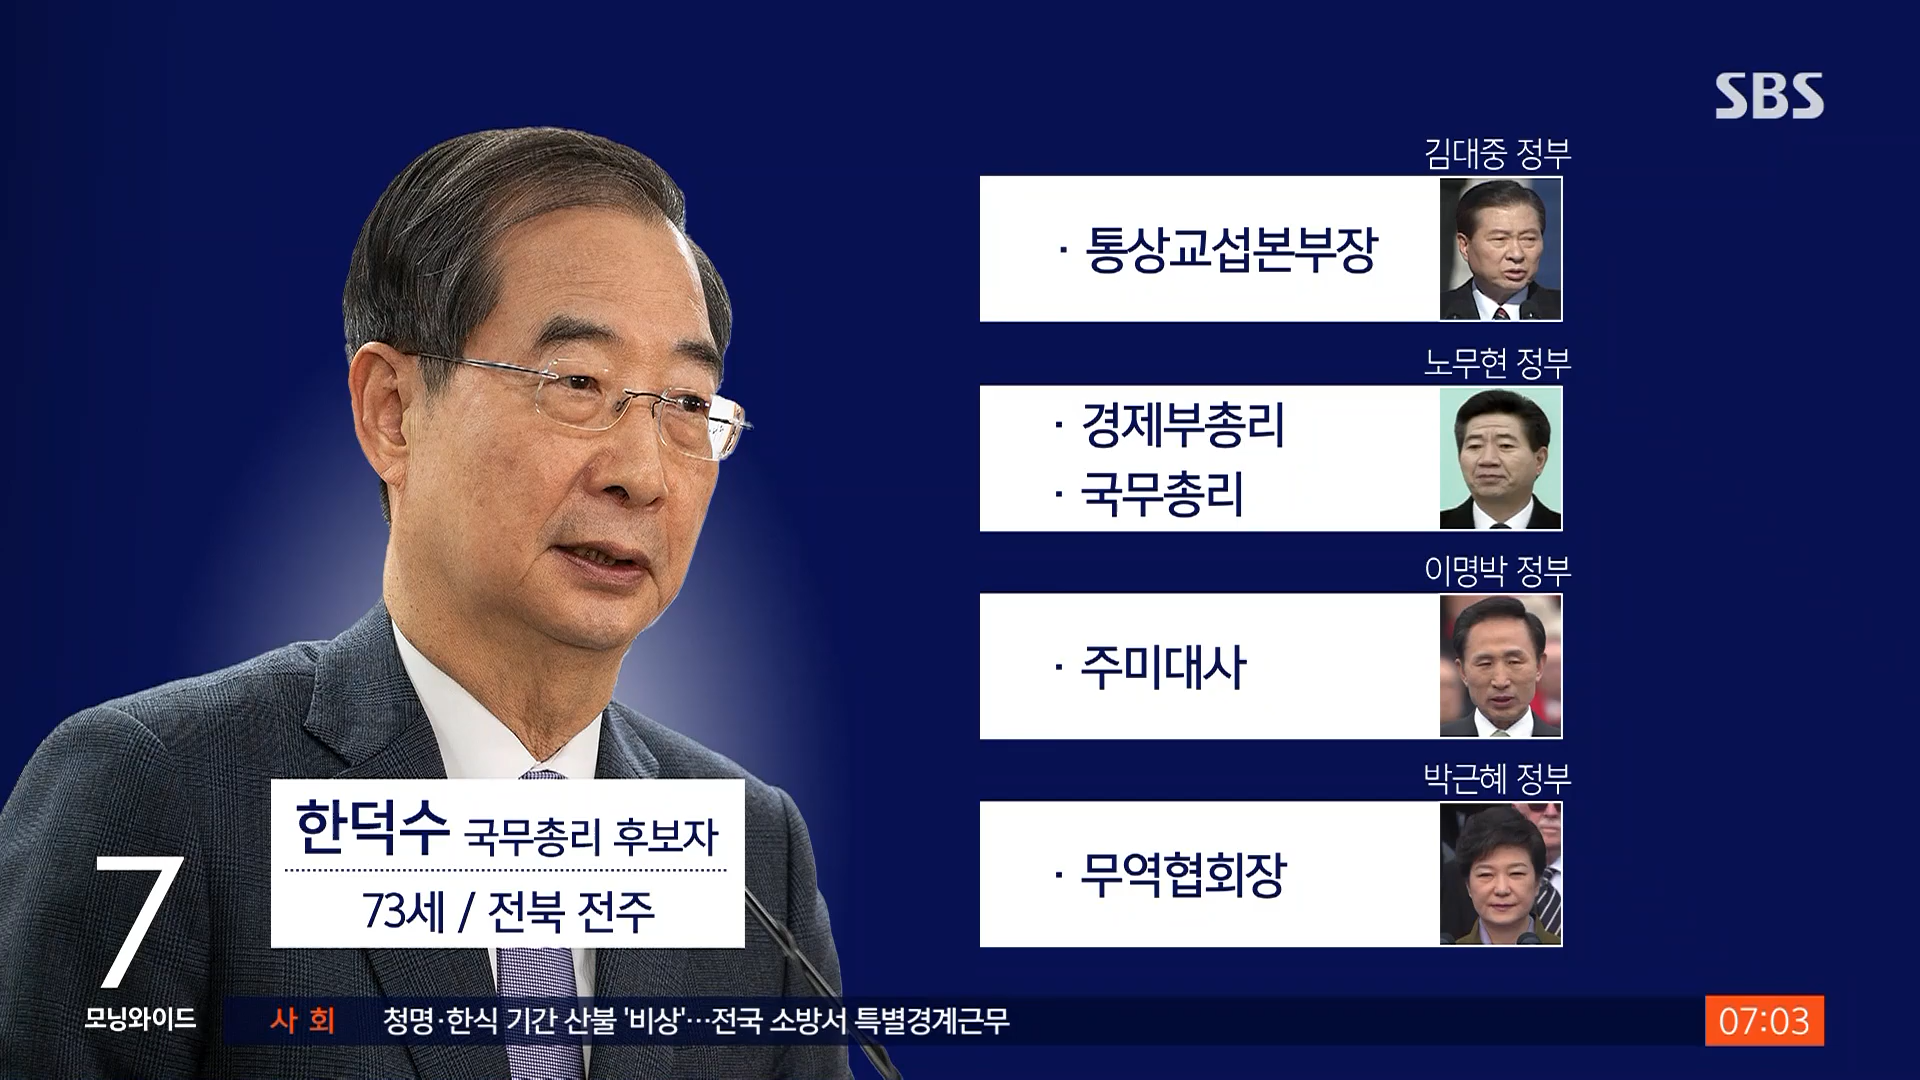 SBS
김대중 정부
· 통상교섭본부장
노무현 정부
· 경제부총리
· 국무총리
이명박 정부
· 주미대사
박근혜 정부
· 무역협회장
한덕수 국무총리 후보자
73세 / 전북 전주
7
모닝와이드
사 회 청명·한식 기간 산불 '비상'…전국 소방서 특별경계근무
07:03